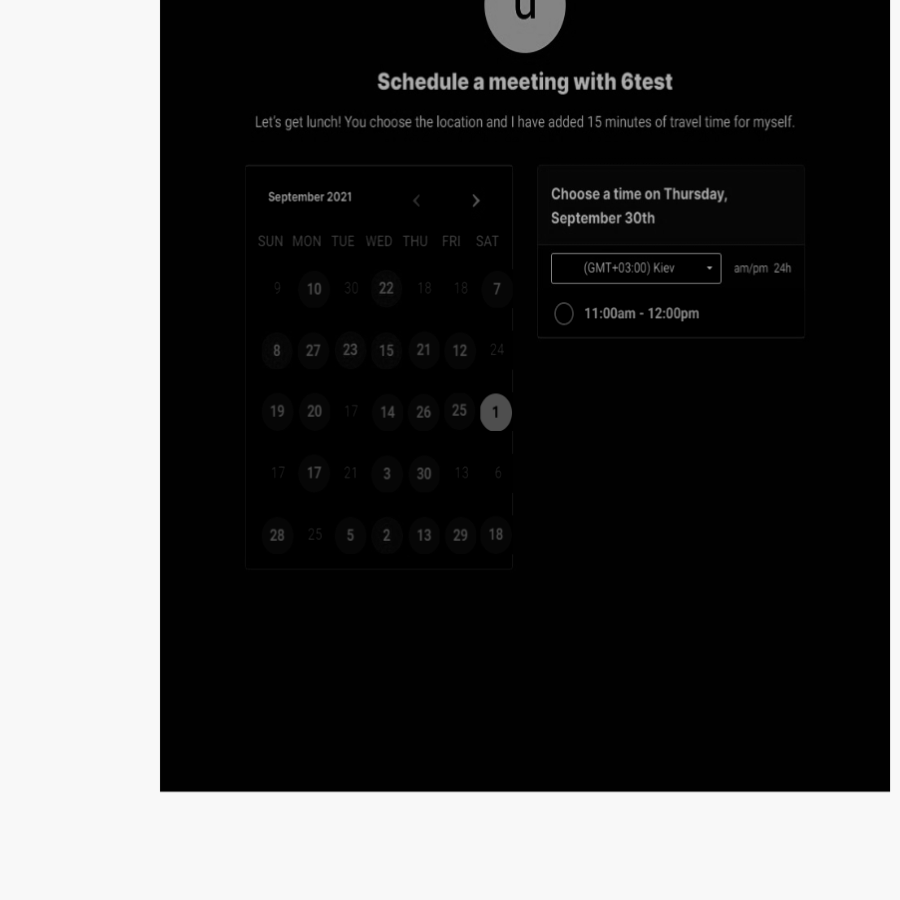 u
Schedule a meeting with 6test
Let's get lunch! You choose the location and I have added 15 minutes of travel time for myself.
September 2021
SUN MON TUE WED THU FRI SAT
9 10 30 22 18 18 7
8 27 23 15 21 12 24
19 20 17 14 26 25 1
17 17 21 3 30 13 6
28 25 5 2 13 29 18
Choose a time on Thursday,
September 30th
(GMT+03:00) Kiev am/pm 24h
11:00am - 12:00pm